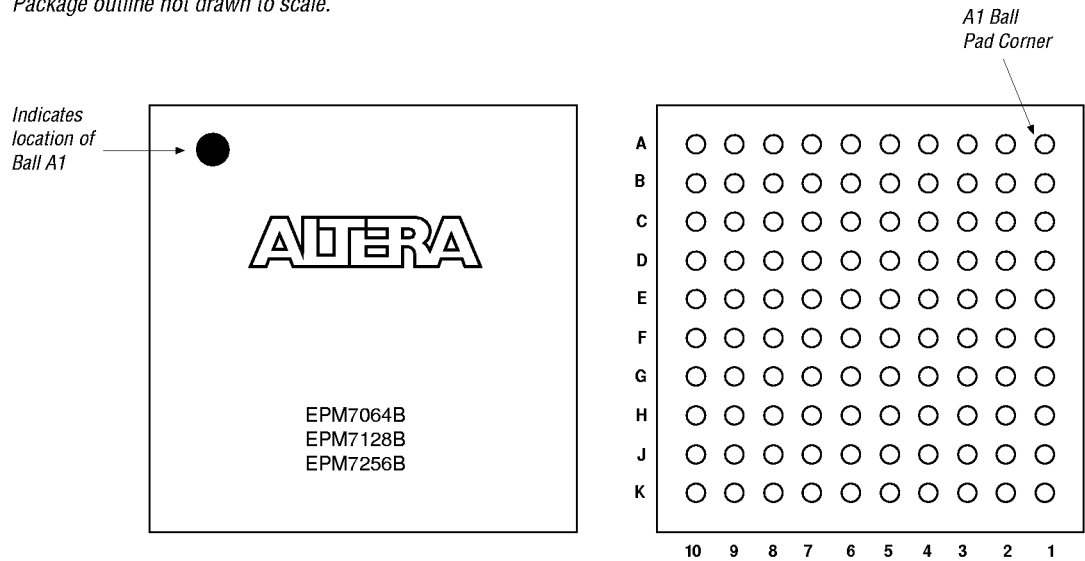 Package outline not drawn to scale.
A1 Ball
Pad Corner
Indicates
location of
Ball A1
ALTERA
EPM7064B
EPM7128B
EPM7256B
A
B
C
D
E
F
G
H
J
K
10 9 8 7 6 5 4 3 2 1